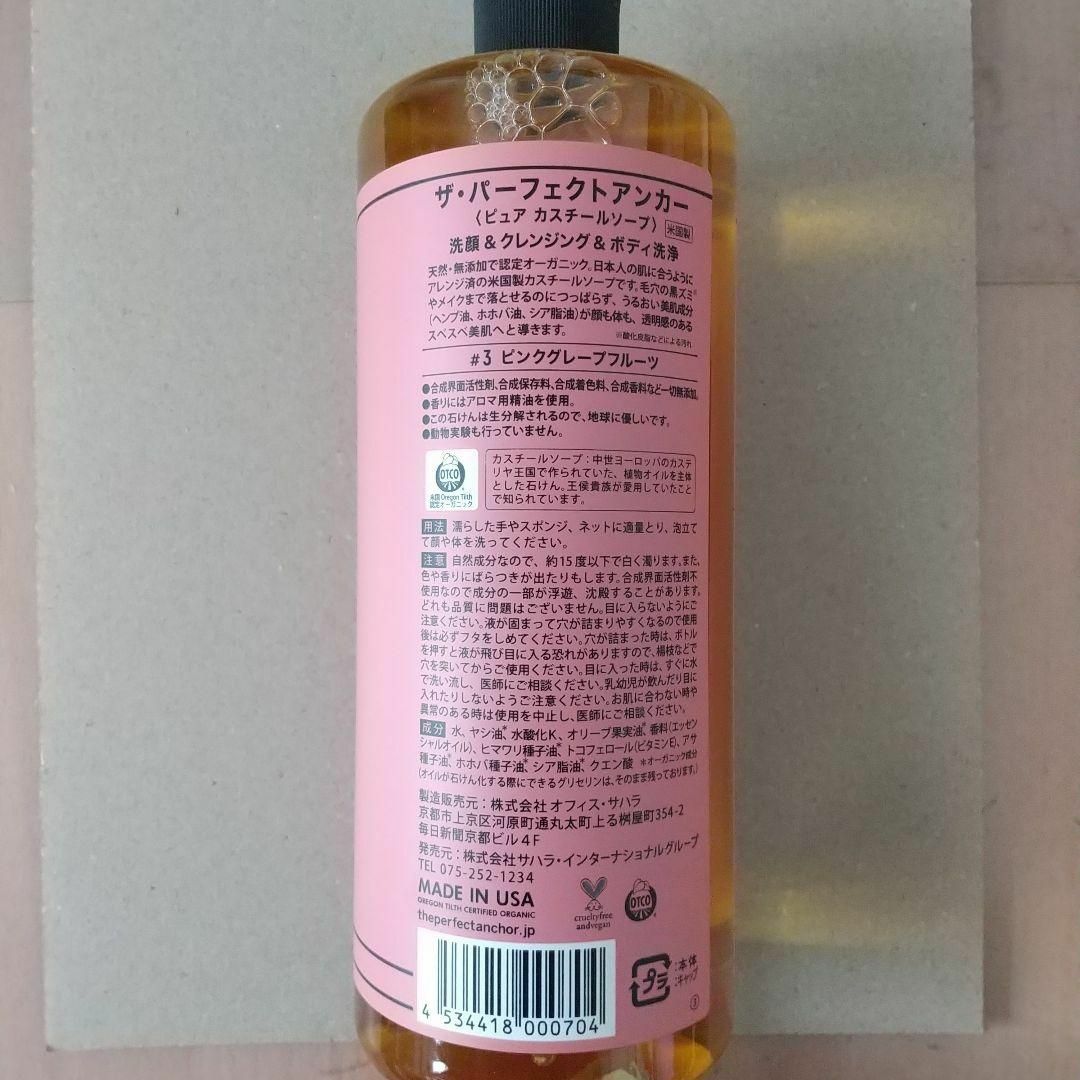 ザ・パーフェクトアンカー
〈ピュア カスチールソープ〉 米国製
洗顔&クレンジング&ボディ洗浄
天然・無添加で認定オーガニック。日本人の肌に合うように
アレンジ済の米国製カスチールソープです。毛穴の黒ズミ※
やメイクまで落とせるのにつっぱらず、うるおい美肌成分
(ヘンプ油、ホホバ油、シア脂油)が顔も体も、透明感のある
スベスベ美肌へと導きます。 ※酸化皮脂などによる汚れ
#3 ピンクグレープフルーツ
●合成界面活性剤、合成保存料、合成着色料、合成香料など一切無添加。
●香りにはアロマ用精油を使用。
●この石けんは生分解されるので、地球に優しいです。
●動物実験も行っていません。
OTCO
米国 Oregon Tilth
認定オーガニック
カスチールソープ:中世ヨーロッパのカステ
リヤ王国で作られていた、植物オイルを主体
とした石けん。王侯貴族が愛用していたこと
で知られています。
用法 濡らした手やスポンジ、ネットに適量とり、泡立て
て顔や体を洗ってください。
注意 自然成分なので、約15度以下で白く濁ります。また、
色や香りにばらつきが出たりもします。合成界面活性剤不
使用なので成分の一部が浮遊、沈殿することがあります。
どれも品質に問題はございません。目に入らないようにご
注意ください。液が固まって穴が詰まりやすくなるので使用
後は必ずフタをしめてください。穴が詰まった時は、ボトル
を押すと液が飛び目に入る恐れがありますので、楊枝などで
穴を突いてからご使用ください。目に入った時は、すぐに水
で洗い流し、医師にご相談ください。乳幼児が飲んだり目に
入れたりしないようご注意ください。お肌に合わない時や
異常のある時は使用を中止し、医師にご相談ください。
成分 水、ヤシ油*、水酸化K、オリーブ果実油*、香料(エッセン
シャルオイル)、ヒマワリ種子油*、トコフェロール(ビタミンE)、アサ
種子油*、ホホバ種子油*、シア脂油*、クエン酸 *オーガニック成分
(オイルが石けん化する際にできるグリセリンは、そのまま残っております。)
製造販売元:株式会社オフィス・サハラ
京都市上京区河原町通丸太町上る桝屋町354-2
毎日新聞京都ビル4F
発売元:株式会社サハラ・インターナショナルグループ
TEL 075-252-1234
MADE IN USA
OREGON TILTH CERTIFIED ORGANIC
theperfectanchor.jp
crueltyfree
andvegan
OTCO
4 534418 000704
プラ
:本体
:キャップ
③